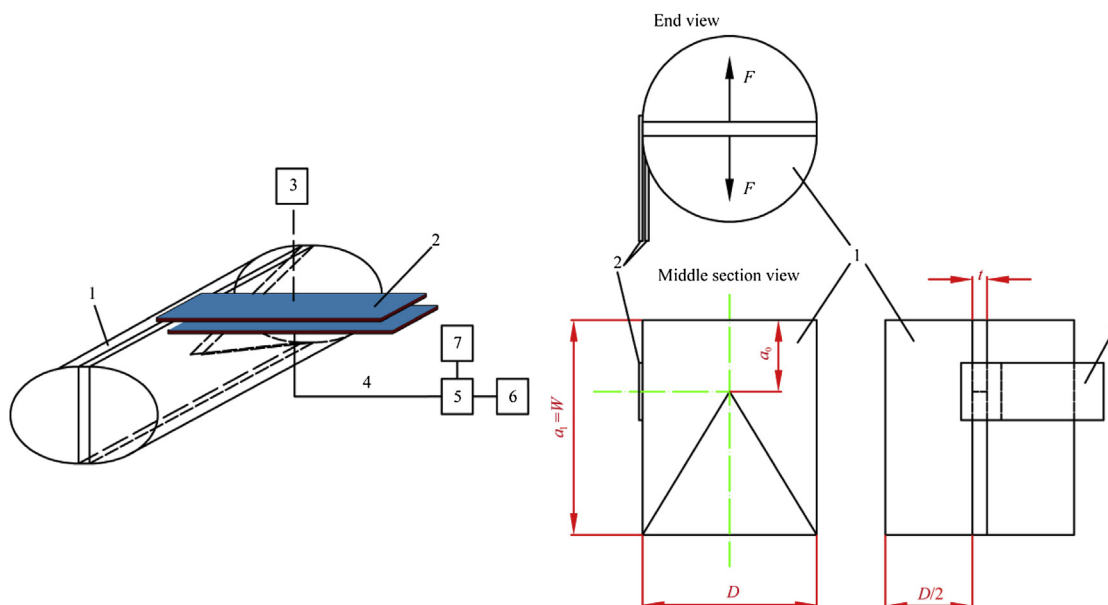 End view
F
F
3
2
1
7
4
5
6
2
Middle section view
1
t
a₀
a₁=W
D
D/2